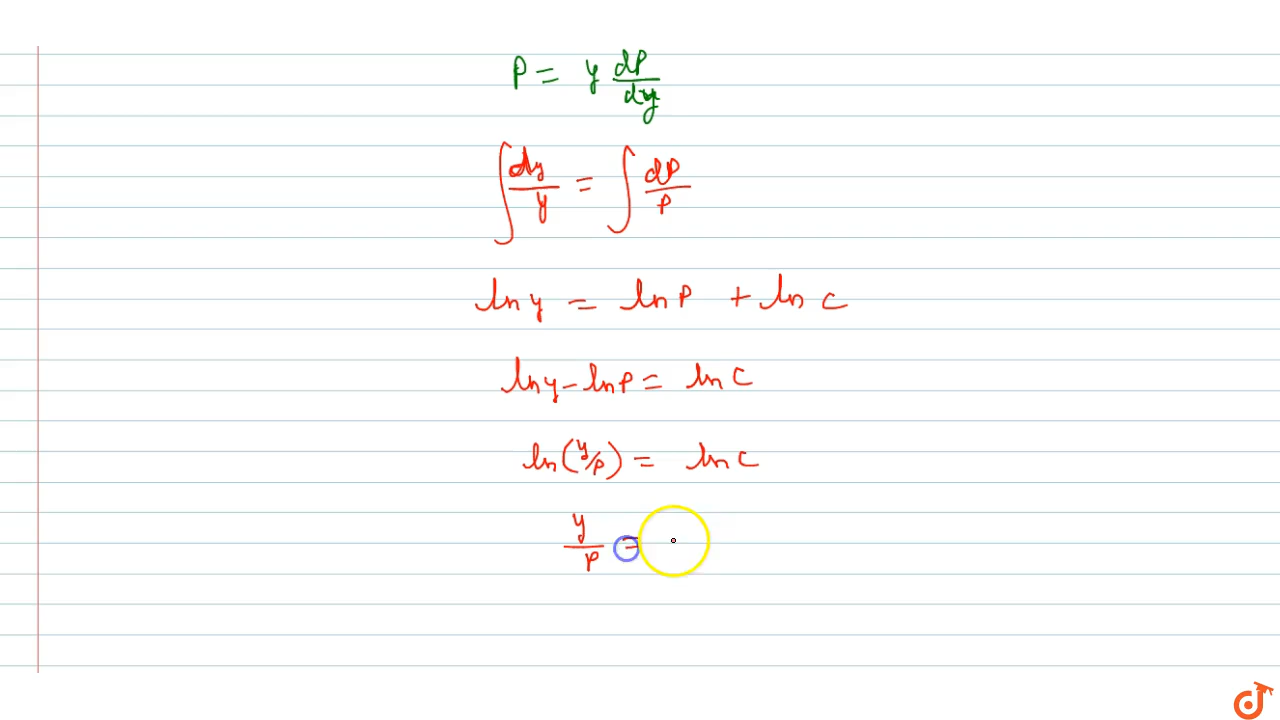 P = y dP/dy
∫ dy/y = ∫ dP/P
ln y = ln P + ln C
ln y - ln P = ln C
ln (y/P) = ln C
y/P =